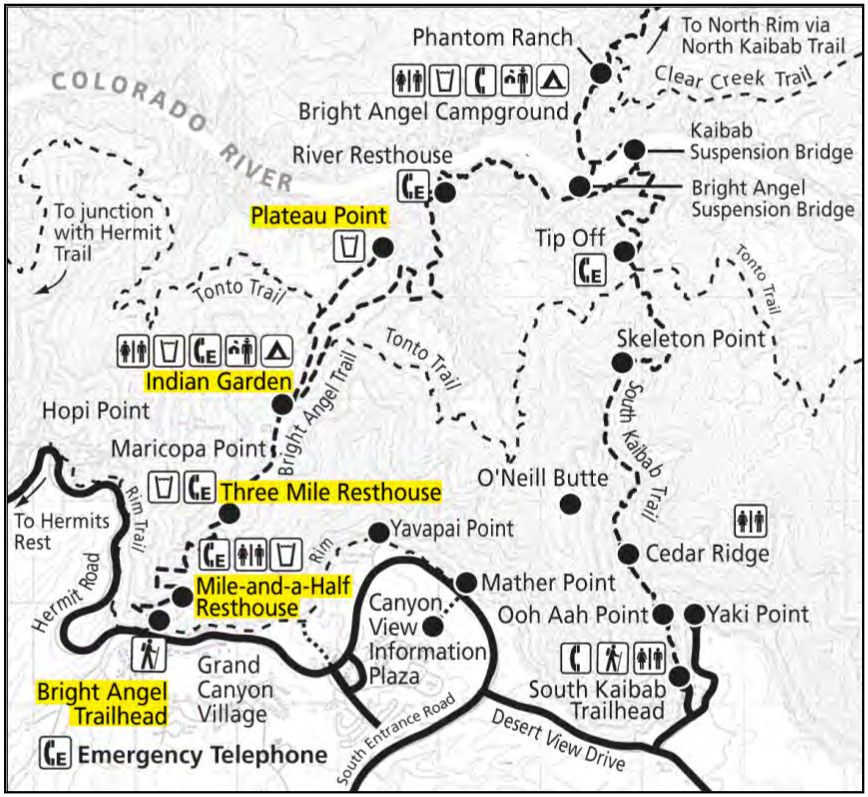 Phantom Ranch
To North Rim via
North Kaibab Trail
Clear Creek Trail
COLORADO RIVER
Bright Angel Campground
Kaibab
Suspension Bridge
River Resthouse
E
Bright Angel
Suspension Bridge
To junction
with Hermit
Trail
Plateau Point
Tip Off
E
Tonto Trail
Tonto
Trail
E
Indian Garden
Tonto
Trail
Skeleton Point
Hopi Point
Bright Angel Trail
South Kaibab
Trail
Maricopa Point
E
Three Mile Resthouse
O'Neill Butte
To Hermits
Rest
Rim Trail
Yavapai Point
Rim
E
Cedar Ridge
Mile-and-a-Half
Resthouse
Hermit Road
Mather Point
Canyon
View
Information
Plaza
Ooh Aah Point
Yaki Point
Bright Angel
Trailhead
Grand
Canyon
Village
South Kaibab
Trailhead
South Entrance Road
Desert View Drive
E Emergency Telephone